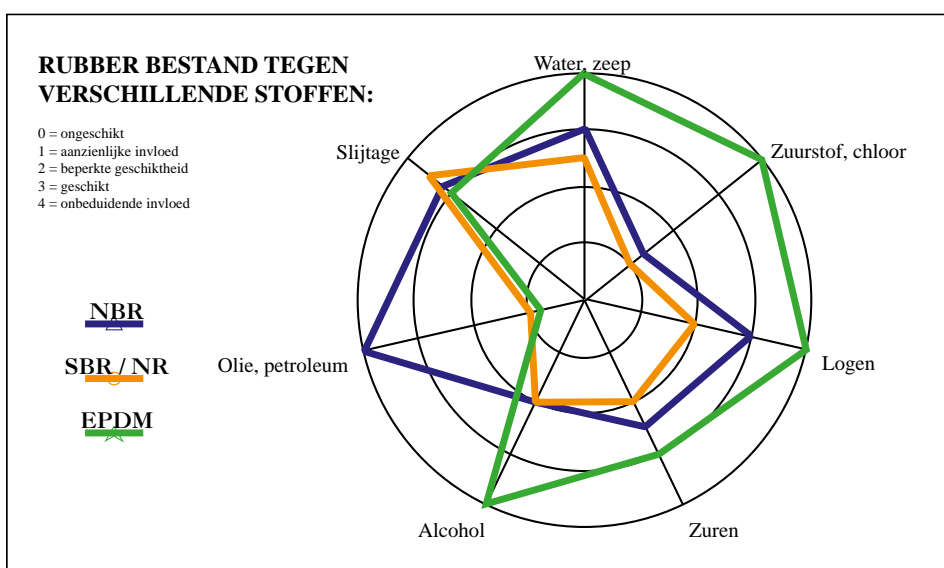 RUBBER BESTAND TEGEN
VERSCHILLENDE STOFFEN:
0 = ongeschikt
1 = aanzienlijke invloed
2 = beperkte geschiktheid
3 = geschikt
4 = onbeduidende invloed
NBR
SBR / NR
EPDM
Water, zeep
Zuurstof, chloor
Logen
Zuren
Alcohol
Olie, petroleum
Slijtage